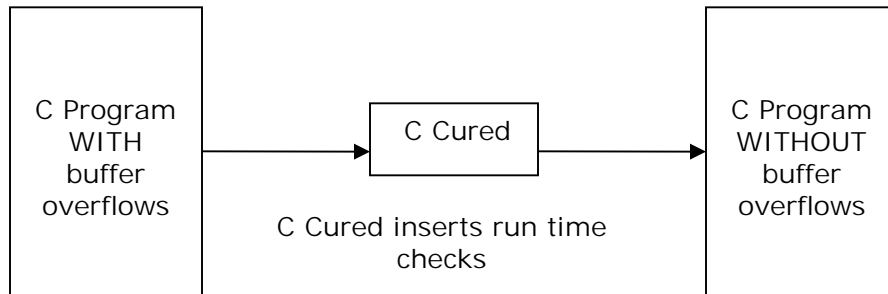 C Program
WITH
buffer
overflows
C Cured
C Cured inserts run time
checks
C Program
WITHOUT
buffer
overflows